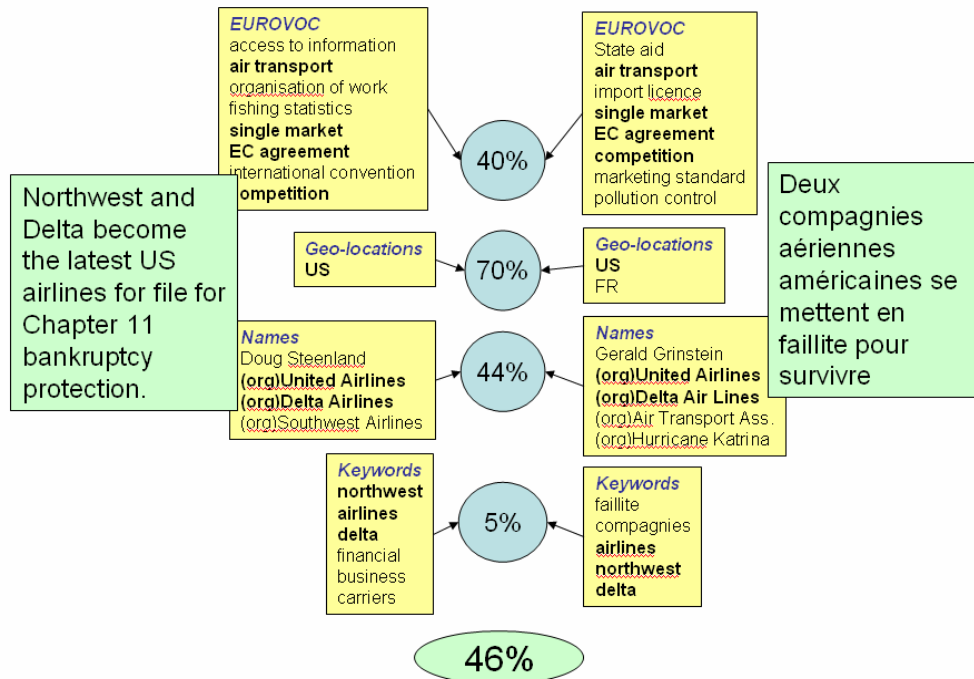 EUROVOC
access to information
air transport
organisation of work
fishing statistics
single market
EC agreement
international convention
competition
EUROVOC
State aid
air transport
import licence
single market
EC agreement
competition
marketing standard
pollution control
40%
Northwest and
Delta become
the latest US
airlines for file for
Chapter 11
bankruptcy
protection.
Deux
compagnies
aériennes
américaines se
mettent en
faillite pour
survivre
Geo-locations
US
70%
Geo-locations
US
FR
Names
Doug Steenland
(org)United Airlines
(org)Delta Airlines
(org)Southwest Airlines
44%
Names
Gerald Grinstein
(org)United Airlines
(org)Delta Air Lines
(org)Air Transport Ass.
(org)Hurricane Katrina
Keywords
northwest
airlines
delta
financial
business
carriers
5%
Keywords
faillite
compagnies
airlines
northwest
delta
46%